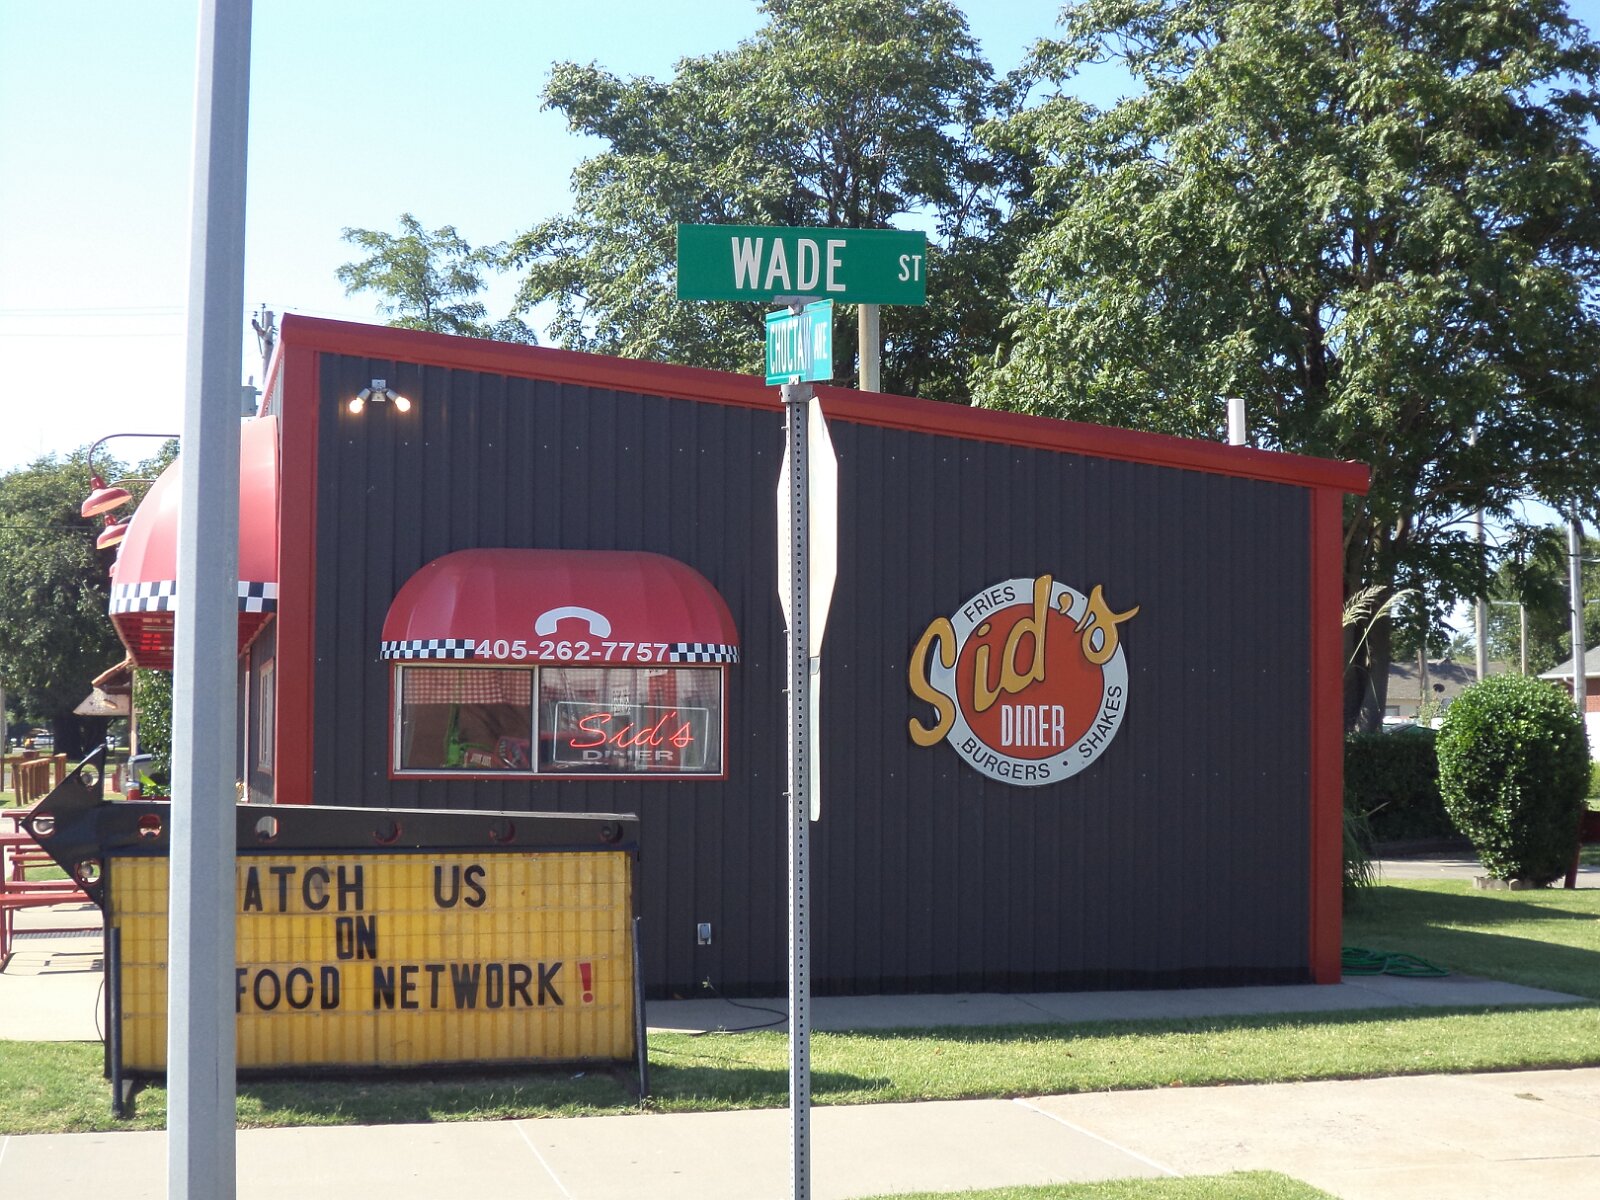 WADE ST
CHOCTAW AVE
405-262-7757
Sid's
DINER
FRIES
Sid's
DINER
BURGERS • SHAKES
ATCH US
ON
FOOD NETWORK!